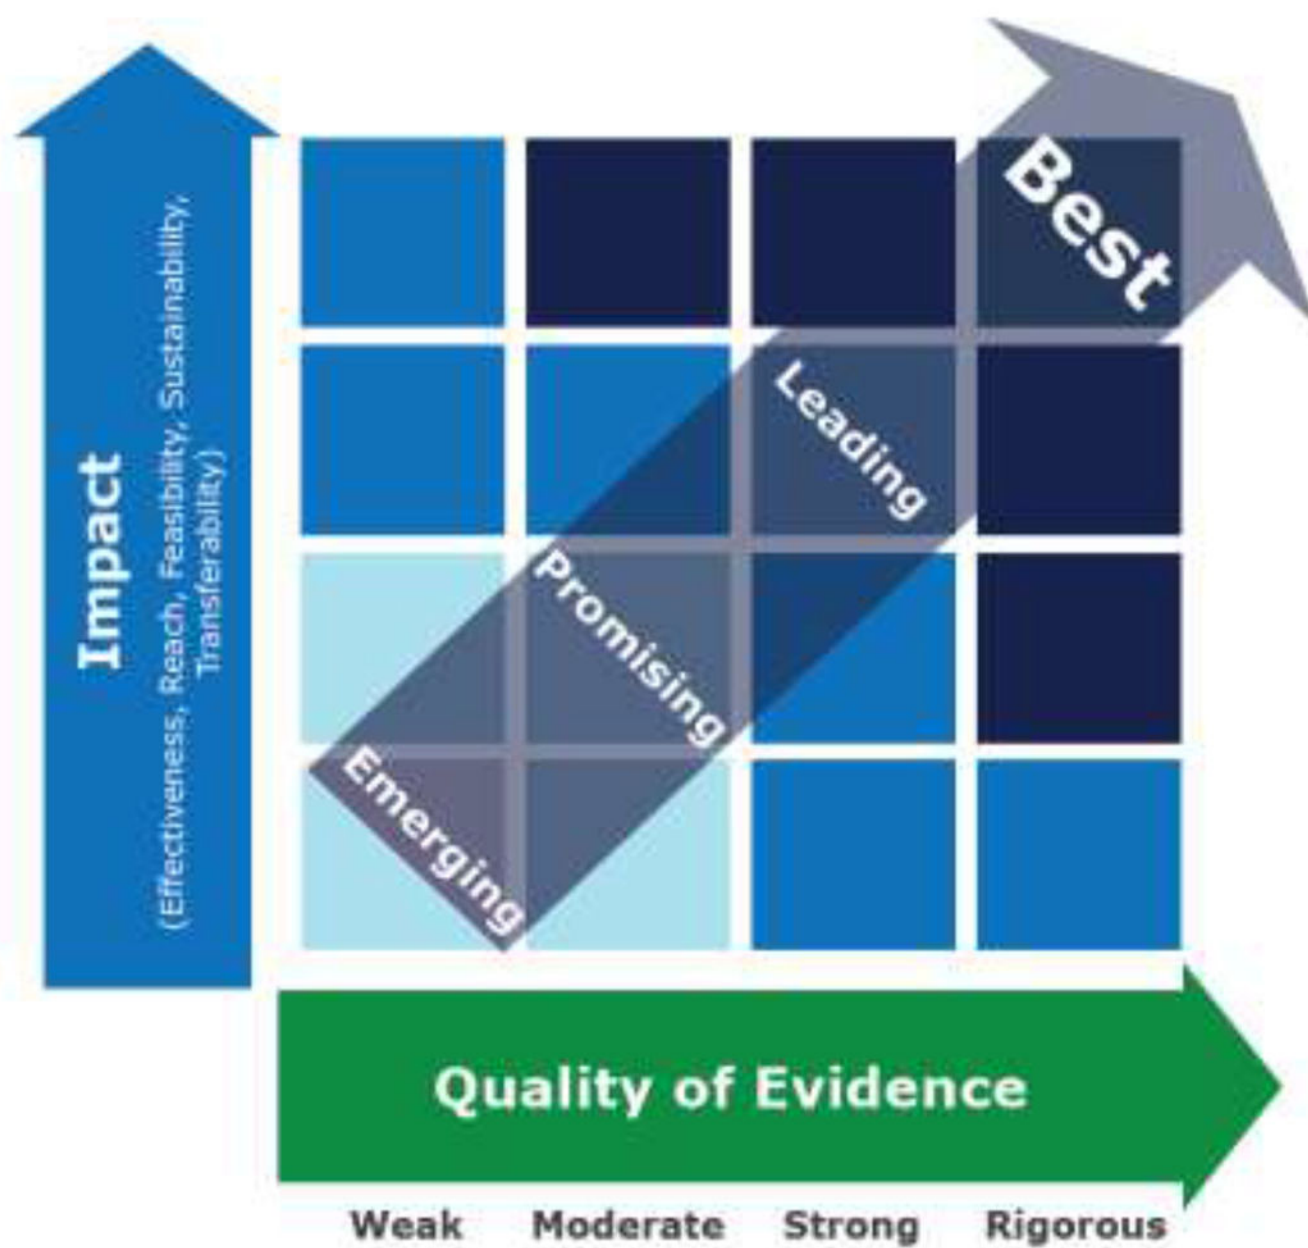 Impact
(Effectiveness, Reach, Feasibility, Sustainability,
Transferability)
Best
Leading
Promising
Emerging
Quality of Evidence
Weak Moderate Strong Rigorous